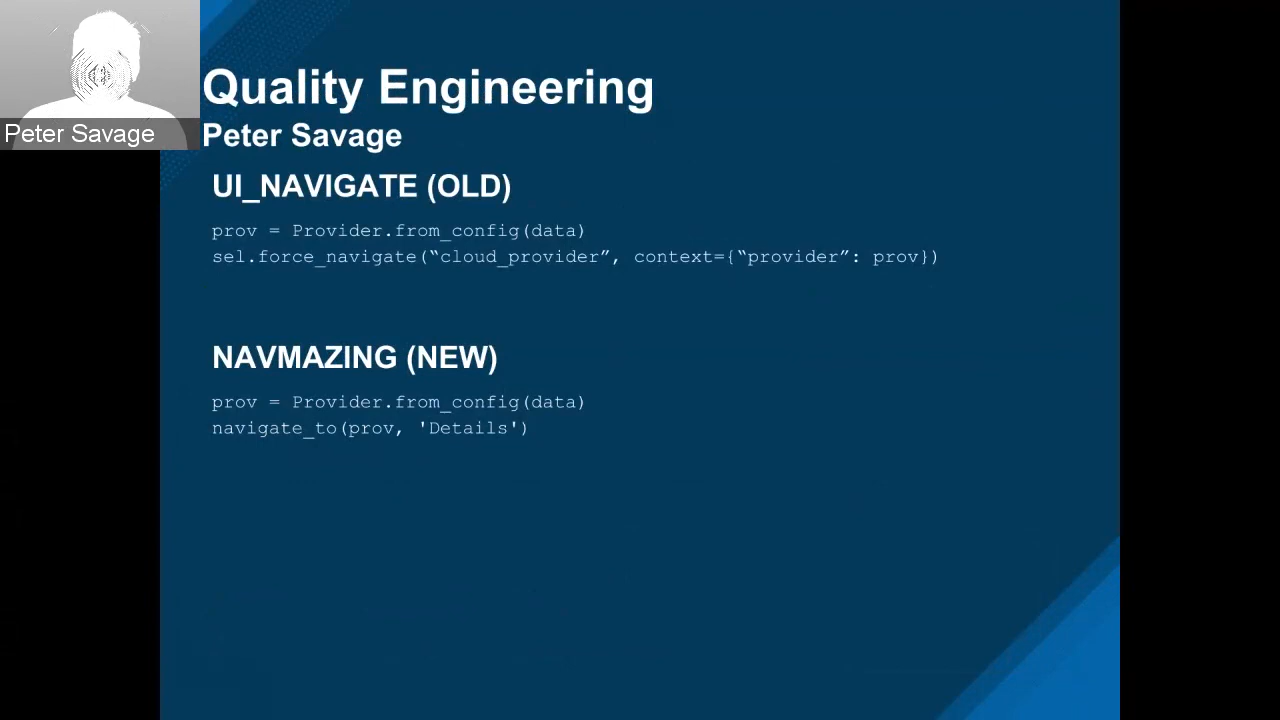 Peter Savage
Quality Engineering
Peter Savage
UI_NAVIGATE (OLD)
prov = Provider.from_config(data)
sel.force_navigate(“cloud_provider”, context={“provider”: prov})
NAVMAZING (NEW)
prov = Provider.from_config(data)
navigate_to(prov, 'Details')